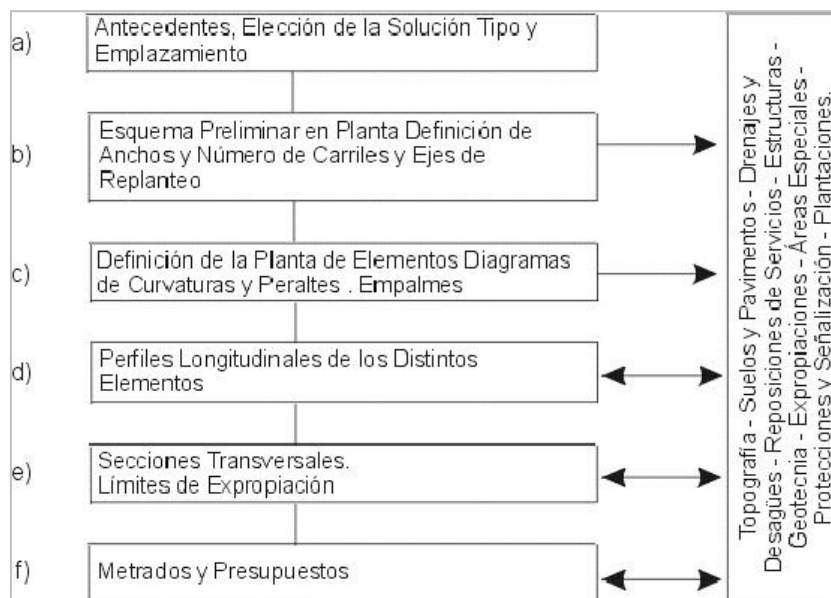 a)
Antecedentes, Elección de la Solución Tipo y
Emplazamiento
b)
Esquema Preliminar en Planta Definición de
Anchos y Número de Carriles y Ejes de
Replanteo
c)
Definición de la Planta de Elementos Diagramas
de Curvaturas y Peraltes . Empalmes
d)
Perfiles Longitudinales de los Distintos
Elementos
e)
Secciones Transversales.
Límites de Expropiación
f)
Metrados y Presupuestos
Topografía - Suelos y Pavimentos - Drenajes y
Desagües - Reposiciones de Servicios - Estructuras -
Geotecnia - Expropiaciones - Áreas Especiales -
Protecciones y Señalización - Plantaciones.